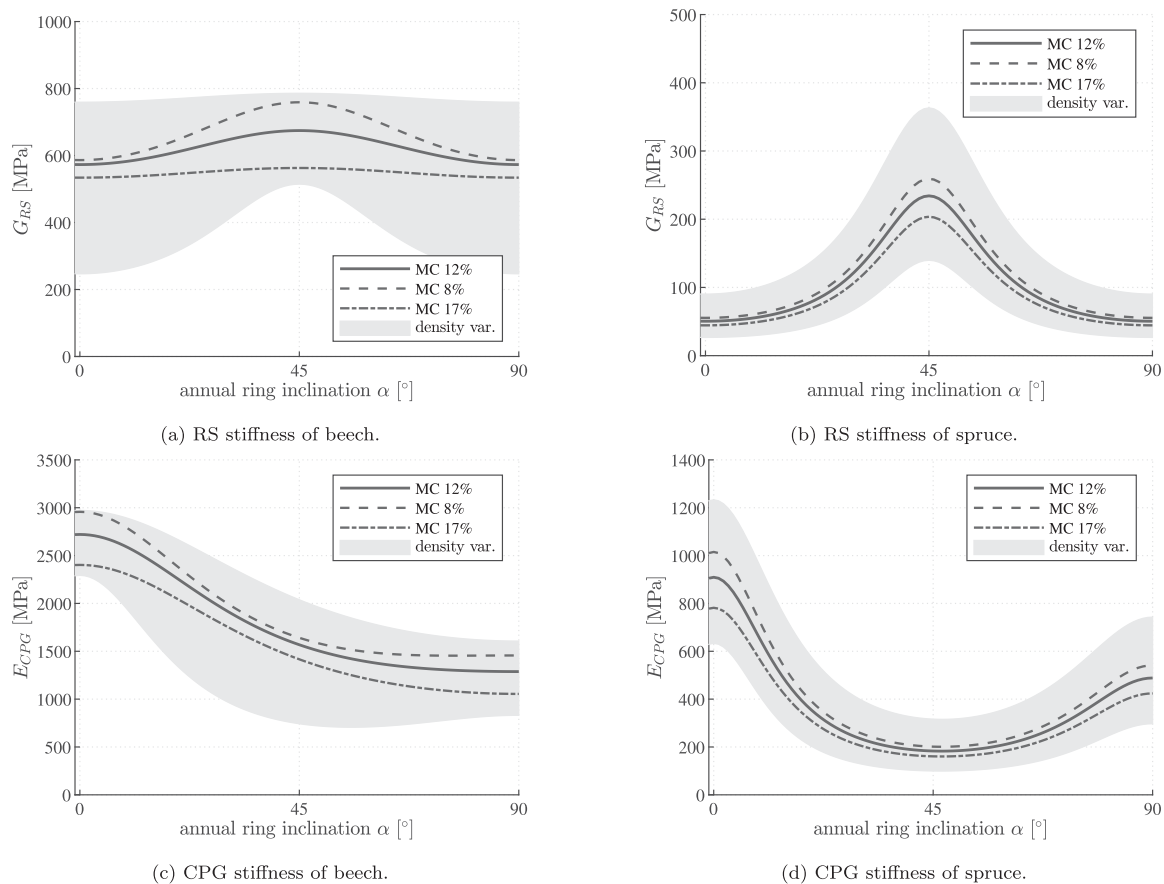 1000
800
600
400
200
0
G_RS [MPa]
MC 12%
MC 8%
MC 17%
density var.
0
45
90
annual ring inclination α [°]
(a) RS stiffness of beech.
500
400
300
200
100
0
G_RS [MPa]
MC 12%
MC 8%
MC 17%
density var.
0
45
90
annual ring inclination α [°]
(b) RS stiffness of spruce.
3500
3000
2500
2000
1500
1000
500
0
E_CPG [MPa]
MC 12%
MC 8%
MC 17%
density var.
0
45
90
annual ring inclination α [°]
(c) CPG stiffness of beech.
1400
1200
1000
800
600
400
200
0
E_CPG [MPa]
MC 12%
MC 8%
MC 17%
density var.
0
45
90
annual ring inclination α [°]
(d) CPG stiffness of spruce.